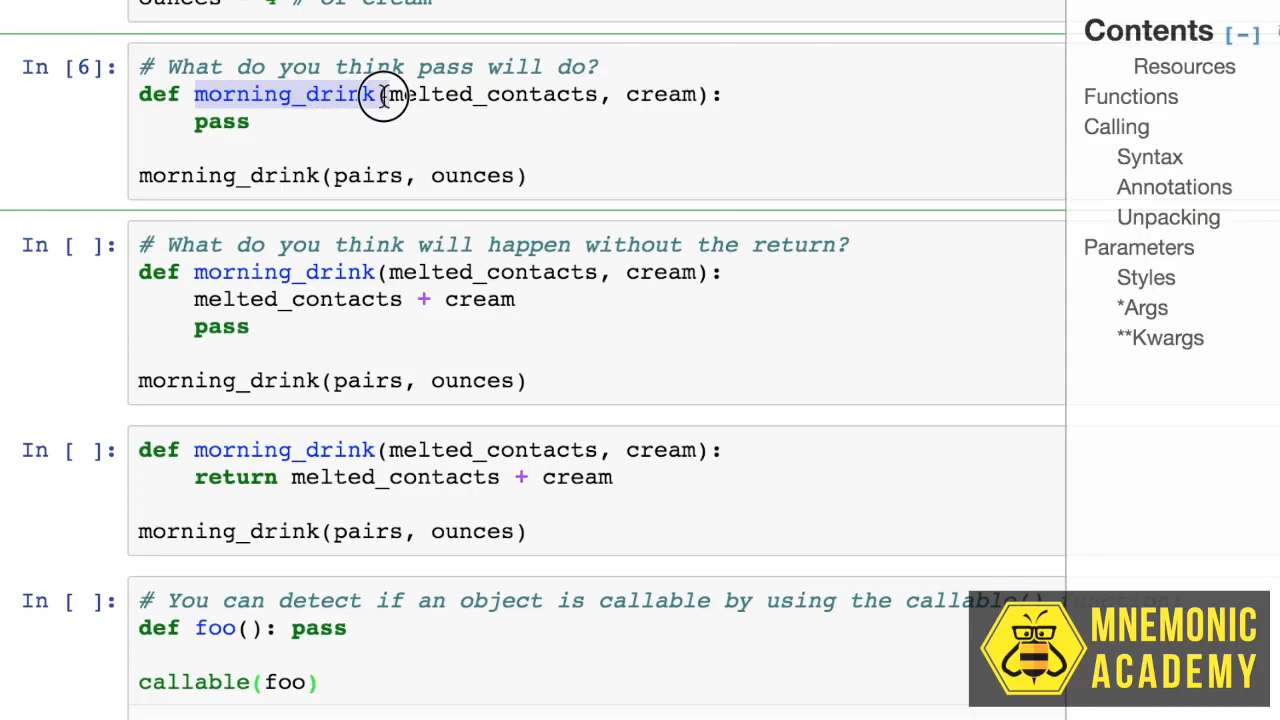 In [6]:
# What do you think pass will do?
def morning_drink(melted_contacts, cream):
pass
morning_drink(pairs, ounces)
In [ ]:
# What do you think will happen without the return?
def morning_drink(melted_contacts, cream):
melted_contacts + cream
pass
morning_drink(pairs, ounces)
In [ ]:
def morning_drink(melted_contacts, cream):
return melted_contacts + cream
morning_drink(pairs, ounces)
In [ ]:
# You can detect if an object is callable by using the callable()
def foo(): pass
callable(foo)
Contents [-]
Resources
Functions
Calling
Syntax
Annotations
Unpacking
Parameters
Styles
*Args
**Kwargs
MNEMONIC
ACADEMY